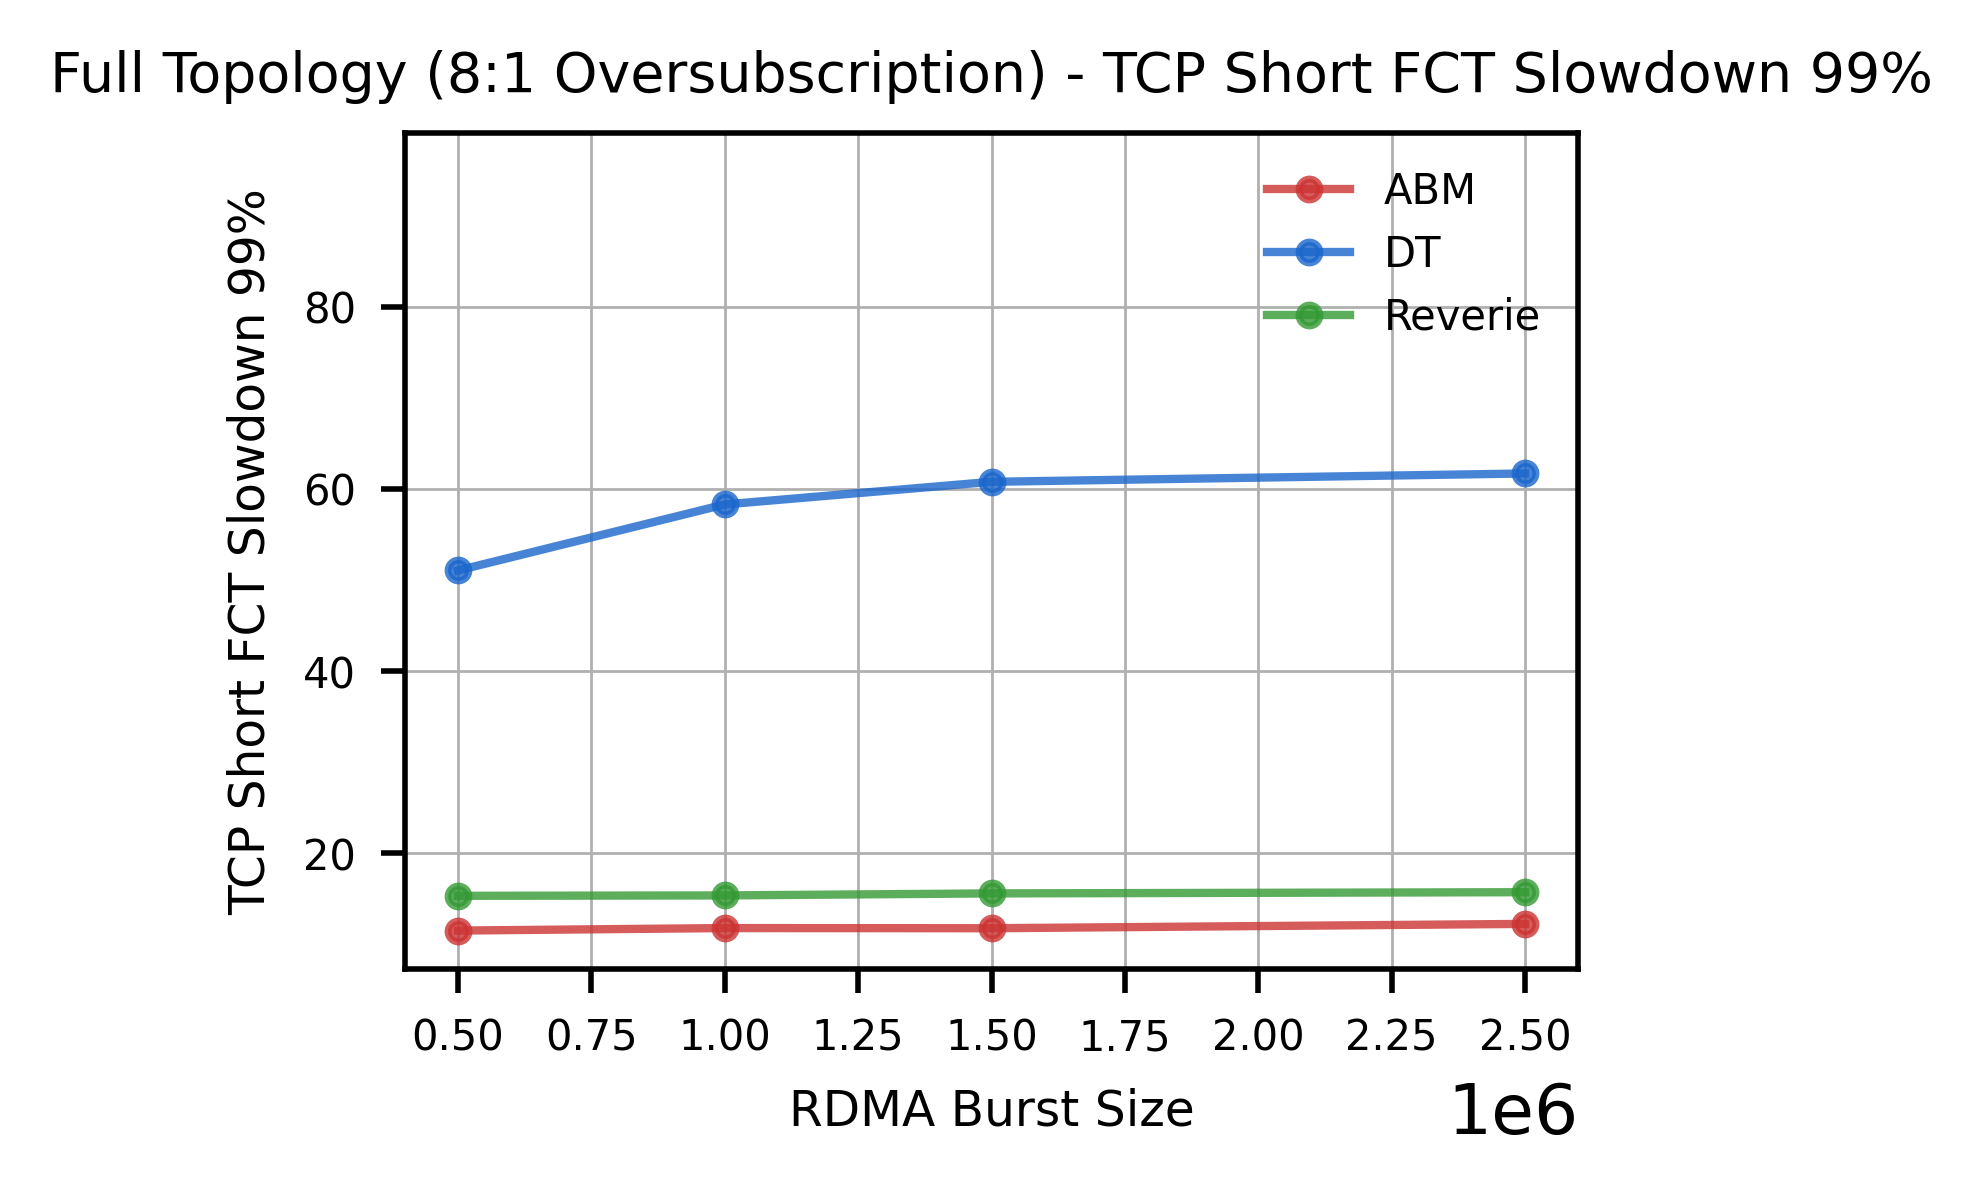 Full Topology (8:1 Oversubscription) - TCP Short FCT Slowdown 99%
TCP Short FCT Slowdown 99%
ABM
DT
Reverie
80
60
40
20
0.50 0.75 1.00 1.25 1.50 1.75 2.00 2.25 2.50
RDMA Burst Size
1e6